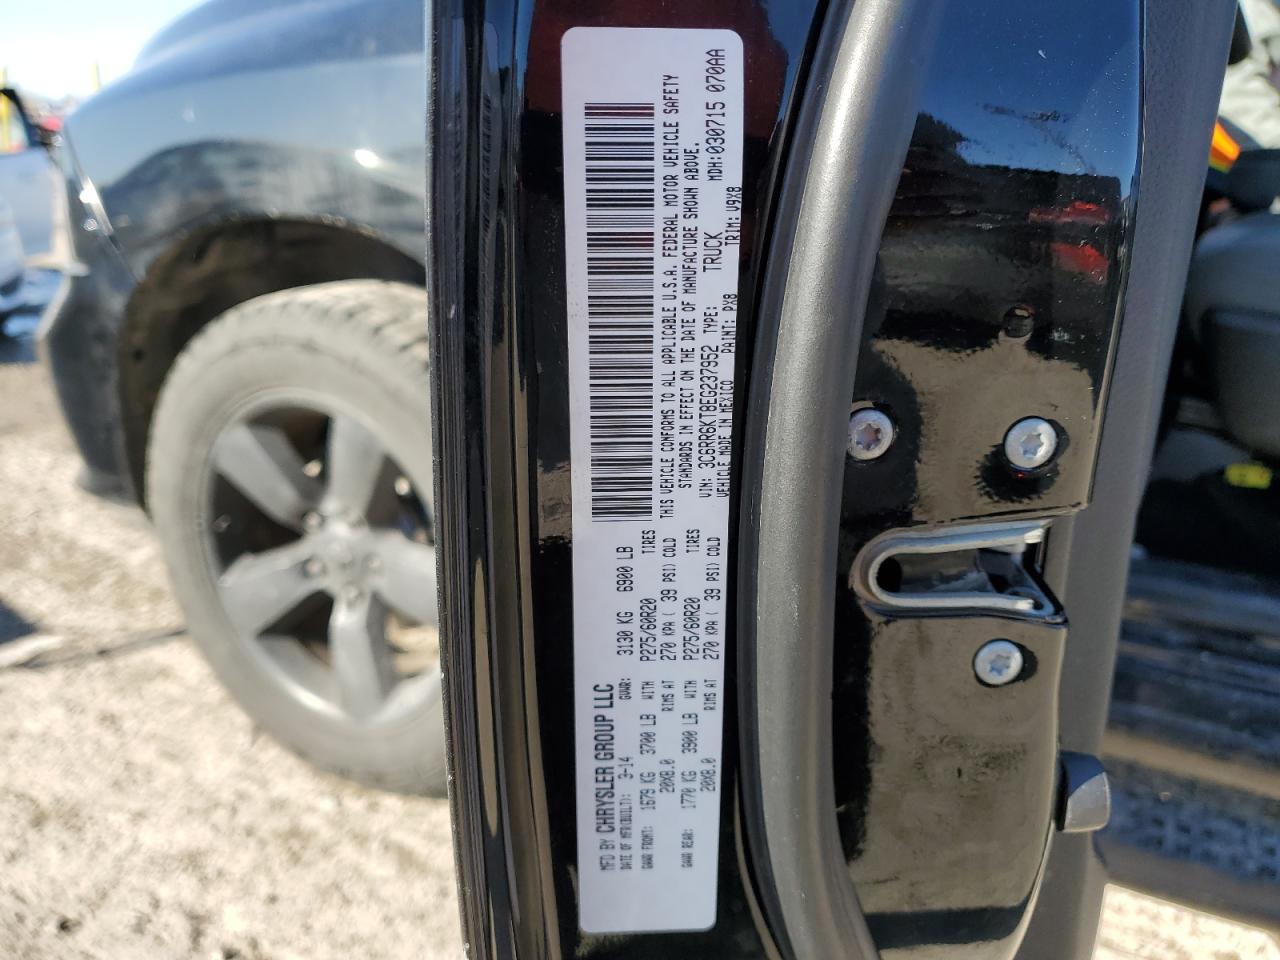 MFD BY CHRYSLER GROUP LLC
DATE OF MFR(BUILT): 3-14 GVWR: 3130 KG 6900 LB
GAWR FRONT: 1679 KG 3700 LB WITH P275/60R20 TIRES
20X8.0 RIMS AT 270 KPA ( 39 PSI) COLD
GAWR REAR: 1770 KG 3900 LB WITH P275/60R20 TIRES
20X8.0 RIMS AT 270 KPA ( 39 PSI) COLD
THIS VEHICLE CONFORMS TO ALL APPLICABLE U.S.A. FEDERAL MOTOR VEHICLE SAFETY
STANDARDS IN EFFECT ON THE DATE OF MANUFACTURE SHOWN ABOVE.
VIN: 3C6RR6KT8EG237952 TYPE: TRUCK MDH:030715 070AA
VEHICLE MADE IN MEXICO PAINT: PX8 TRIM: V9X8